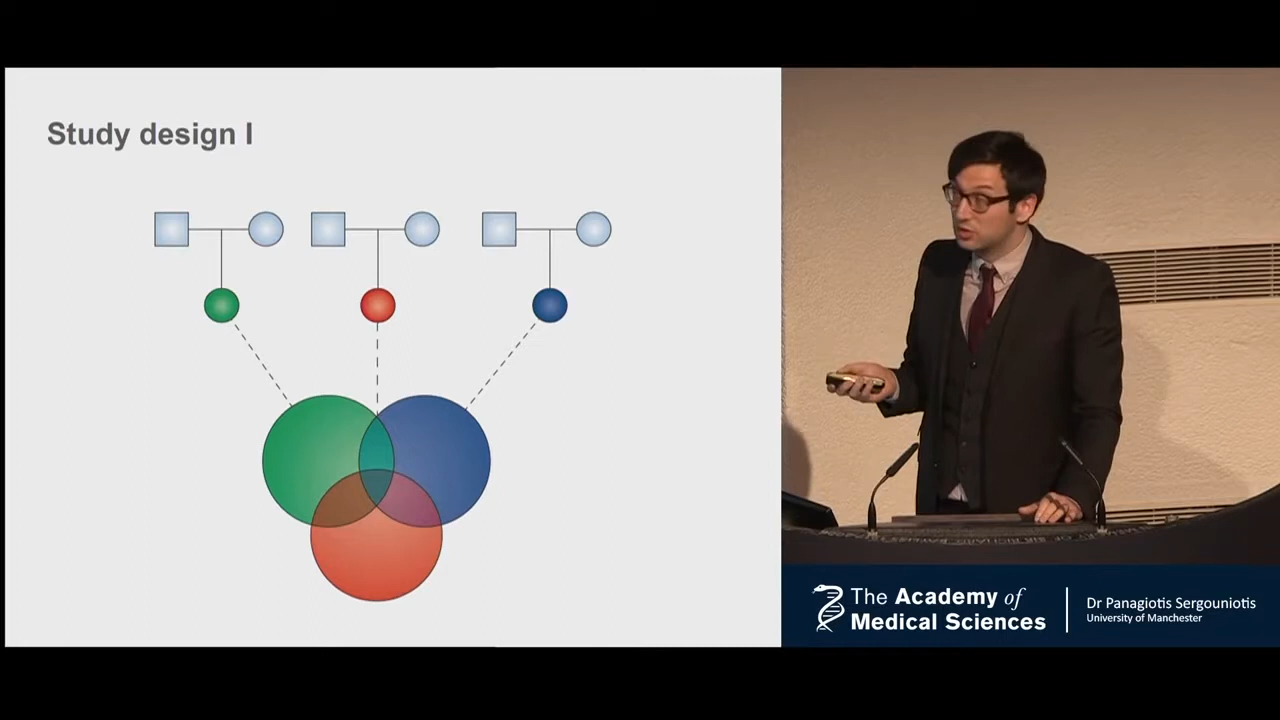 Study design I
The Academy of
Medical Sciences
Dr Panagiotis Sergouniotis
University of Manchester